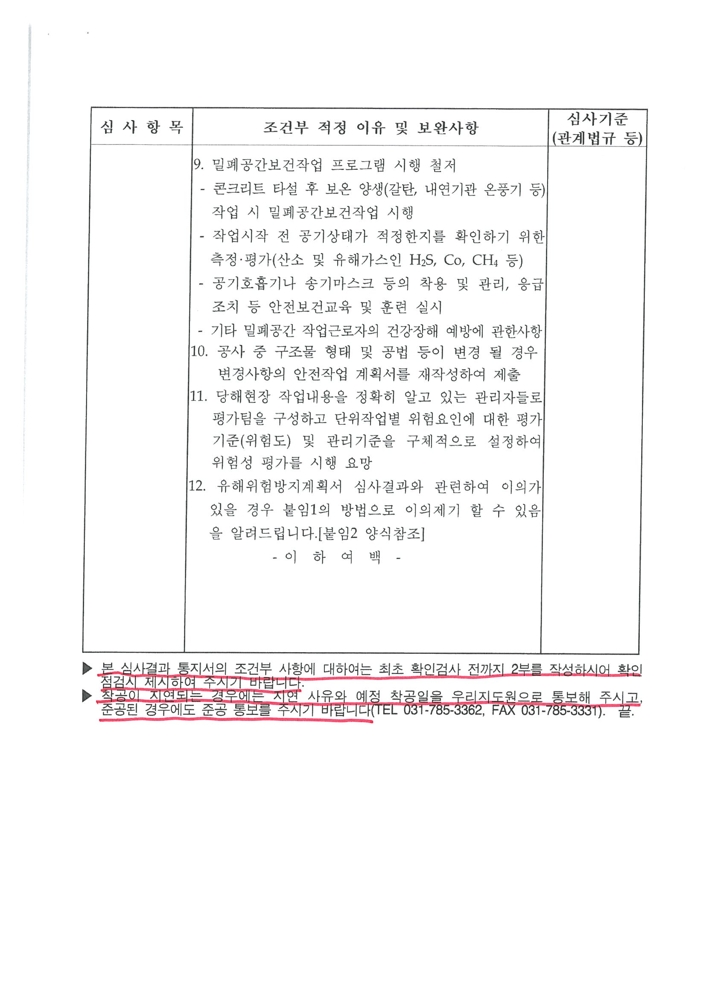 심 사 항 목
조건부 적정 이유 및 보완사항
심사기준
(관계법규 등)
9. 밀폐공간보건작업 프로그램 시행 철저
- 콘크리트 타설 후 보온 양생(갈탄, 내연기관 온풍기 등)
작업 시 밀폐공간보건작업 시행
- 작업시작 전 공기상태가 적정한지를 확인하기 위한
측정·평가(산소 및 유해가스인 H₂S, Co, CH₄ 등)
- 공기호흡기나 송기마스크 등의 착용 및 관리, 응급
조치 등 안전보건교육 및 훈련 실시
- 기타 밀폐공간 작업근로자의 건강장해 예방에 관한사항
10. 공사 중 구조물 형태 및 공법 등이 변경 될 경우
변경사항의 안전작업 계획서를 재작성하여 제출
11. 당해현장 작업내용을 정확히 알고 있는 관리자들로
평가팀을 구성하고 단위작업별 위험요인에 대한 평가
기준(위험도) 및 관리기준을 구체적으로 설정하여
위험성 평가를 시행 요망
12. 유해위험방지계획서 심사결과와 관련하여 이의가
있을 경우 붙임1의 방법으로 이의제기 할 수 있음
을 알려드립니다.[붙임2 양식참조]
- 이 하 여 백 -
▶ 본 심사결과 통지서의 조건부 사항에 대하여는 최초 확인검사 전까지 2부를 작성하시어 확인
점검시 제시하여 주시기 바랍니다.
▶ 착공이 지연되는 경우에는 지연 사유와 예정 착공일을 우리지도원으로 통보해 주시고,
준공된 경우에도 준공 통보를 주시기 바랍니다(TEL 031-785-3362, FAX 031-785-3331). 끝.